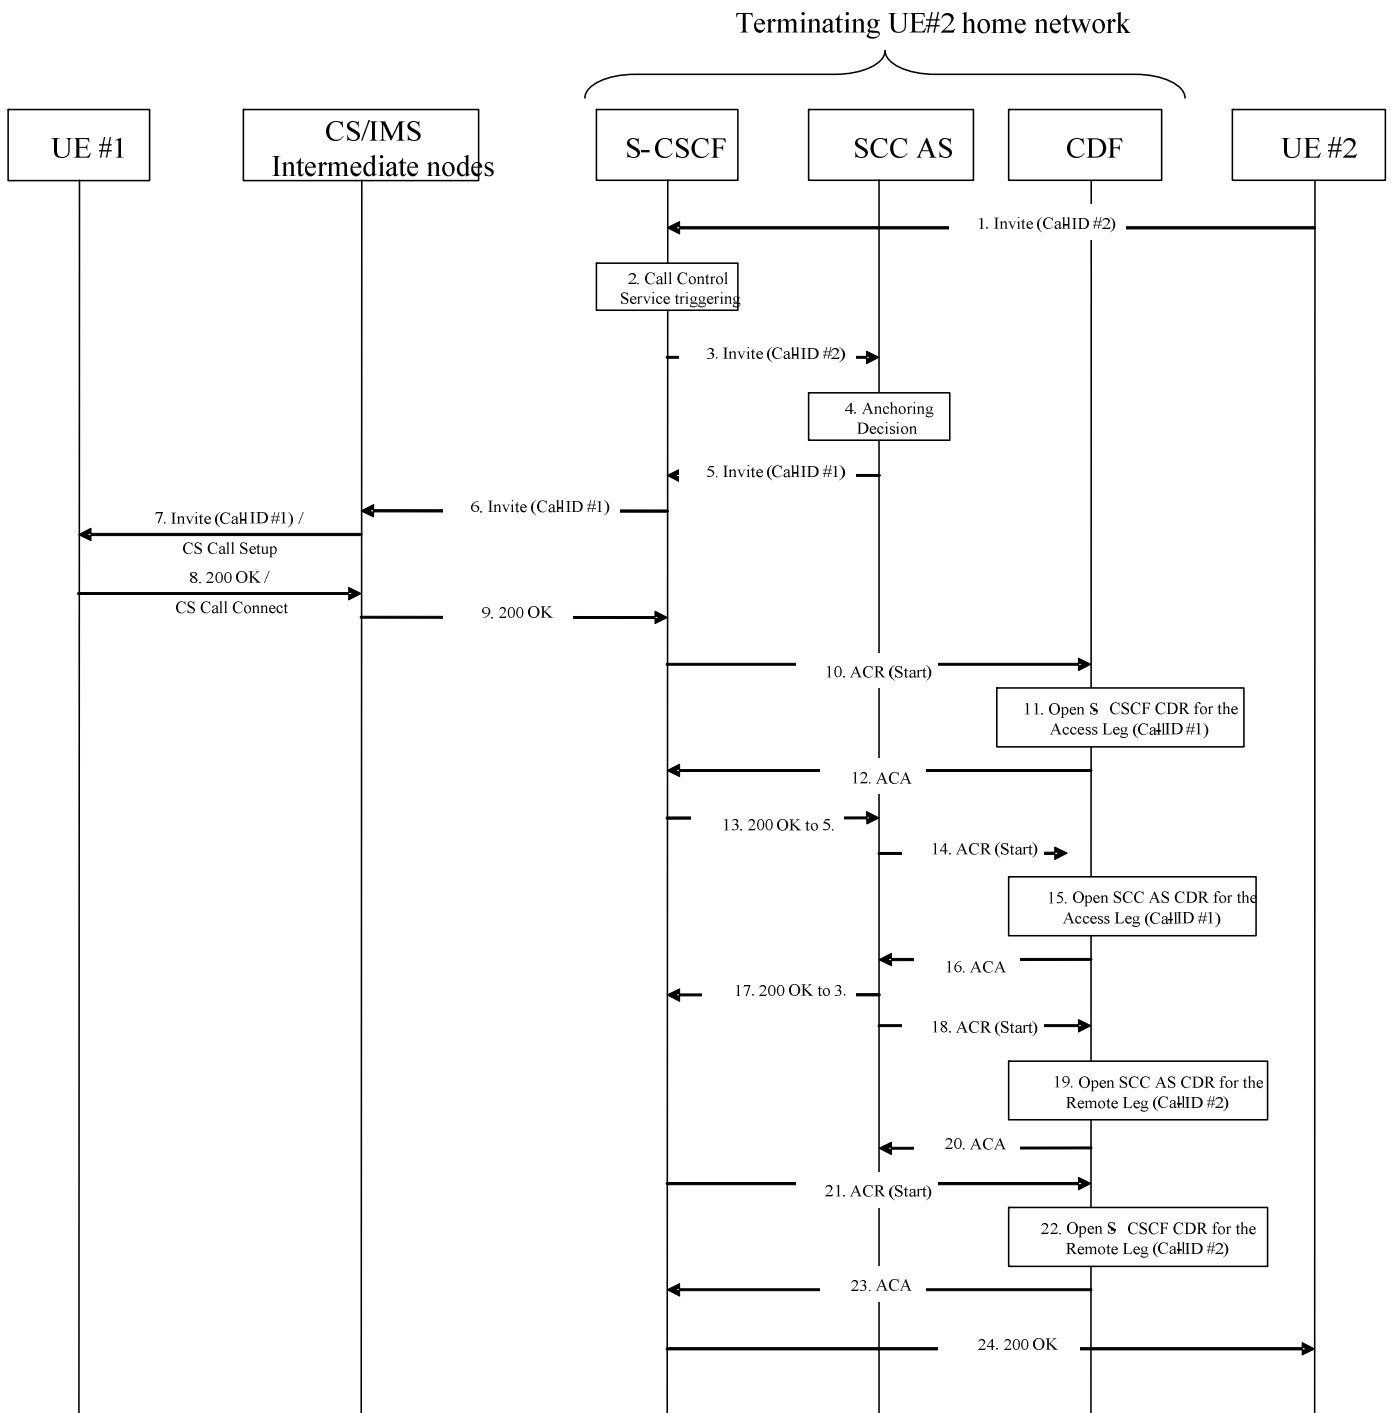 Terminating UE#2 home network
UE #1
CS/IMS
Intermediate nodes
S-CSCF
SCC AS
CDF
UE #2
1. Invite (Call-ID #2)
2. Call Control
Service triggering
3. Invite (Call-ID #2)
4. Anchoring
Decision
5. Invite (Call-ID #1)
6. Invite (Call-ID #1)
7. Invite (Call-ID #1) /
CS Call Setup
8. 200 OK /
CS Call Connect
9. 200 OK
10. ACR (Start)
11. Open S-CSCF CDR for the
Access Leg (Call-ID #1)
12. ACA
13. 200 OK to 5.
14. ACR (Start)
15. Open SCC AS CDR for the
Access Leg (Call-ID #1)
16. ACA
17. 200 OK to 3.
18. ACR (Start)
19. Open SCC AS CDR for the
Remote Leg (Call-ID #2)
20. ACA
21. ACR (Start)
22. Open S-CSCF CDR for the
Remote Leg (Call-ID #2)
23. ACA
24. 200 OK